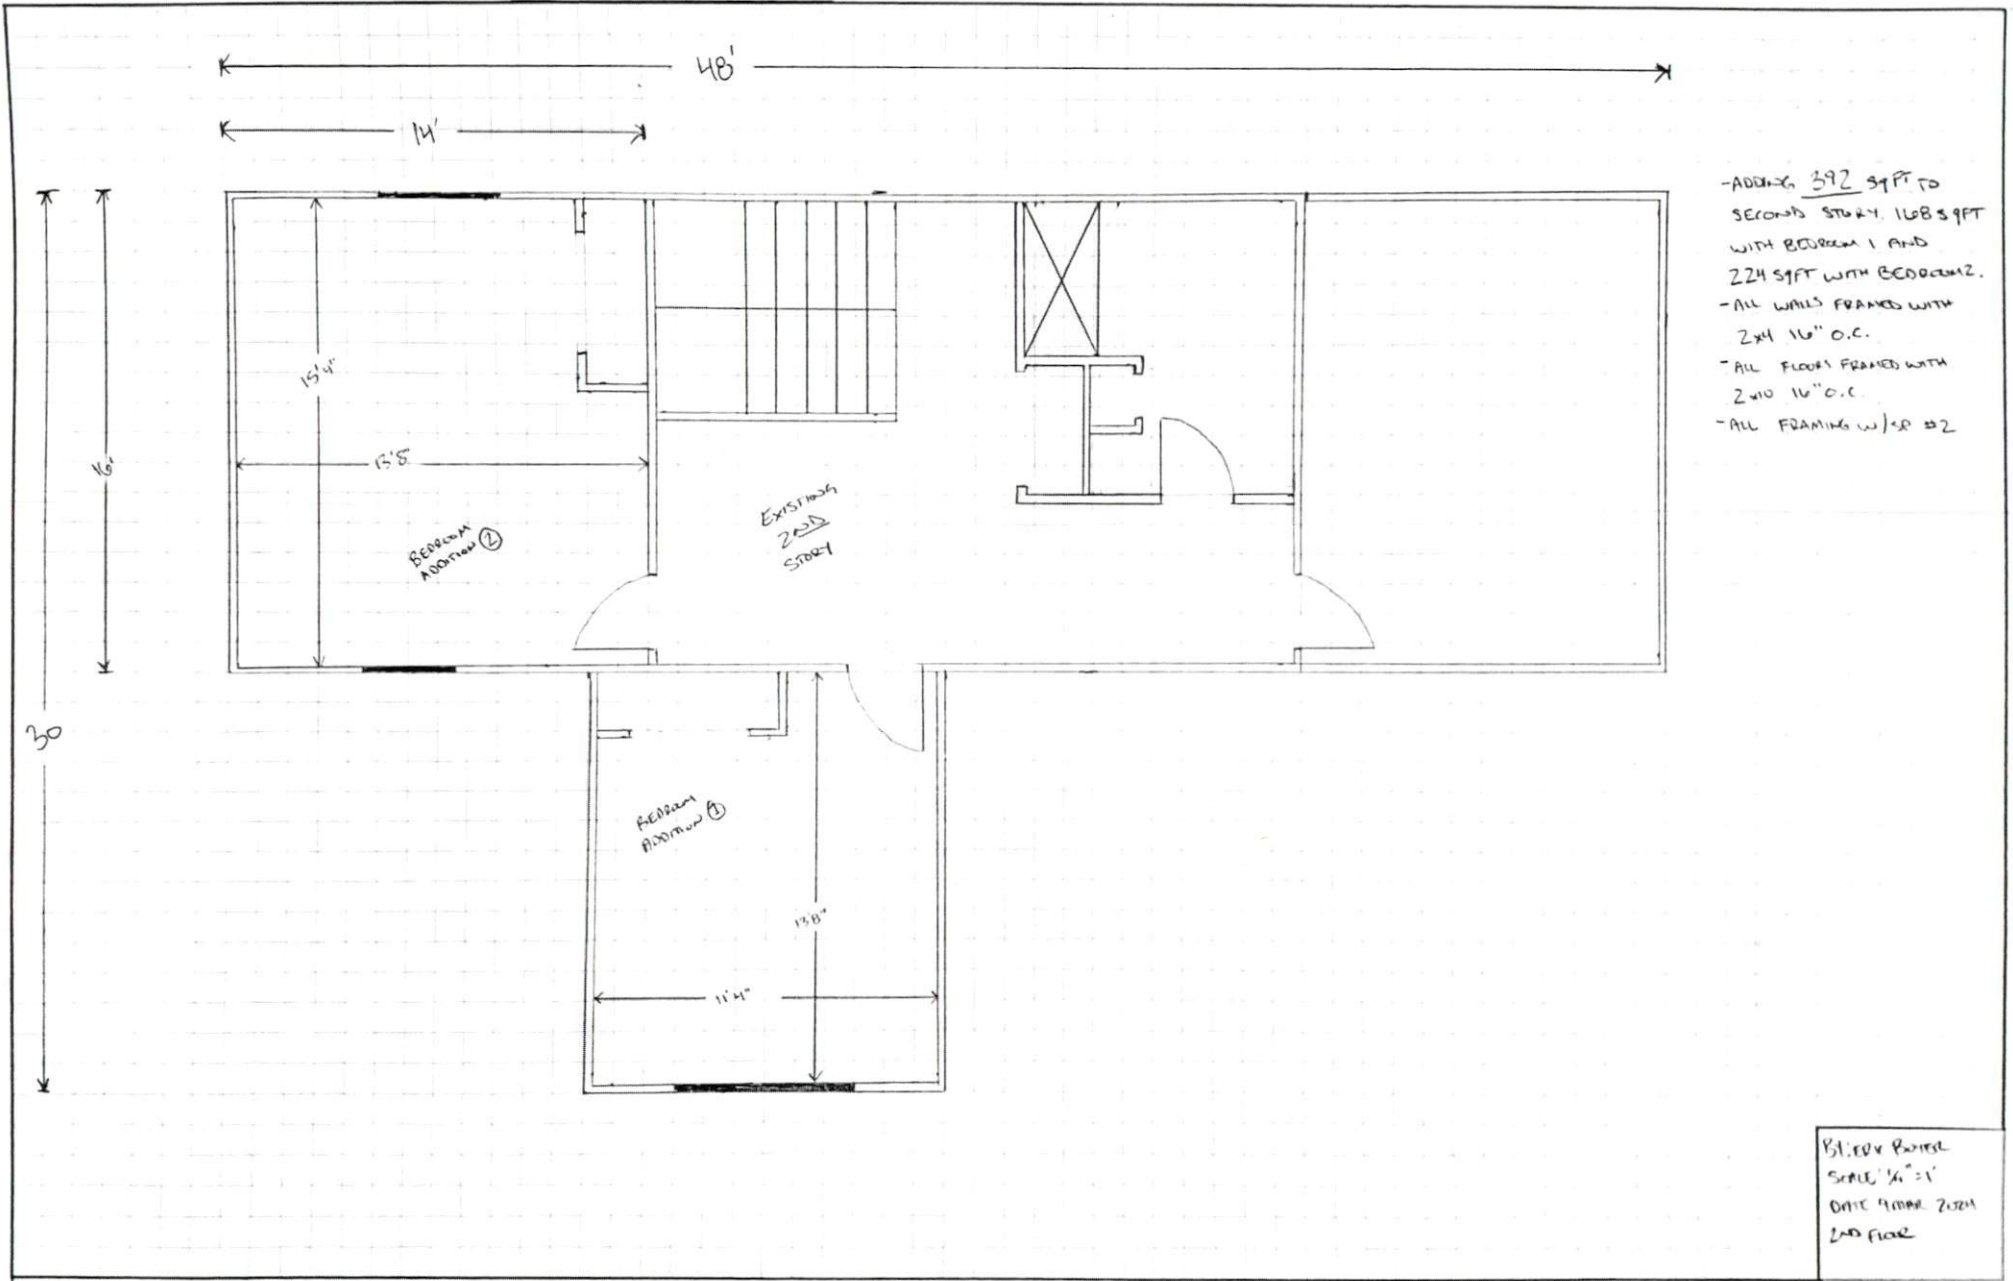 48'
14'
-ADDING 392 SQFT TO
SECOND STORY. 168 SQFT
WITH BEDROOM 1 AND
224 SQFT WITH BEDROOM 2.
-ALL WALLS FRAMED WITH
2x4 16" O.C.
-ALL FLOORS FRAMED WITH
2x10 16" O.C.
-ALL FRAMING W/SP #2
15'4"
16'
13'8"
EXISTING
2ND
STORY
BEDROOM
ADDITION 2
30
BEDROOM
ADDITION 1
13'8"
11'4"
BY:
SCALE =1'
DATE MAR 2024
2ND FLOOR